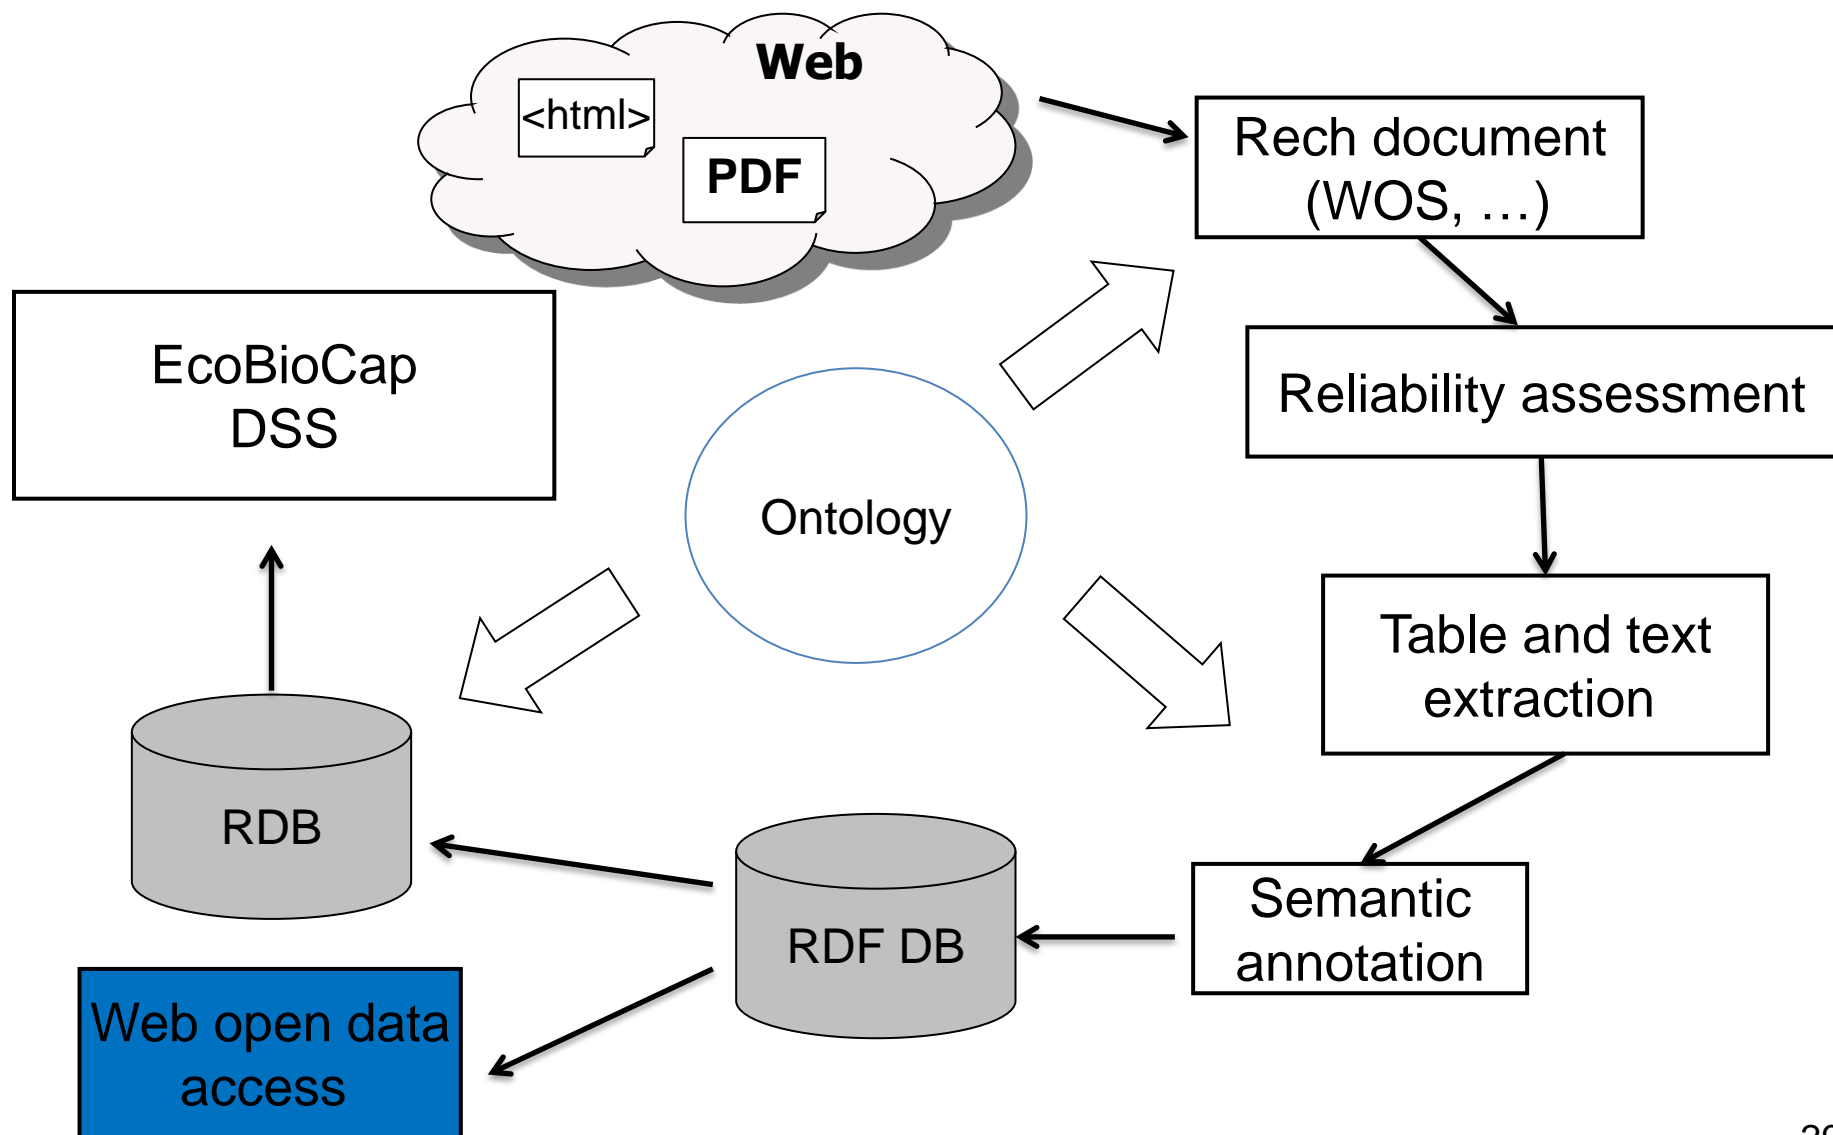 Web
<html>
PDF
Rech document
(WOS, …)
EcoBioCap
DSS
Reliability assessment
Ontology
Table and text
extraction
RDB
RDF DB
Semantic
annotation
Web open data
access